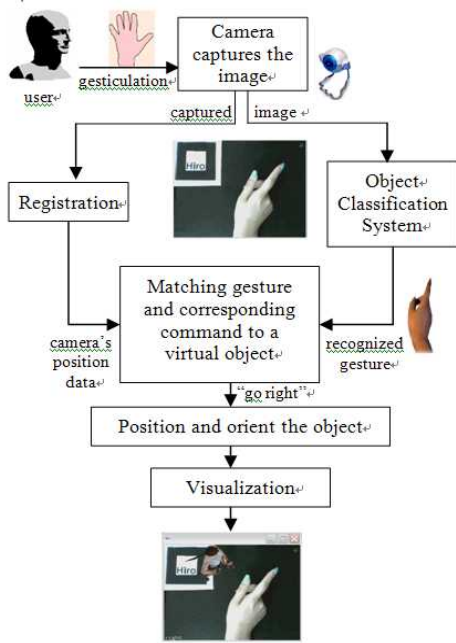 Camera
captures the
image
gesticulation
user
captured
image
Hiro
Registration
Object
Classification
System
Matching gesture
and corresponding
command to a
virtual object
camera's
position
data
recognized
gesture
"go right"
Position and orient the object
Visualization
Hiro